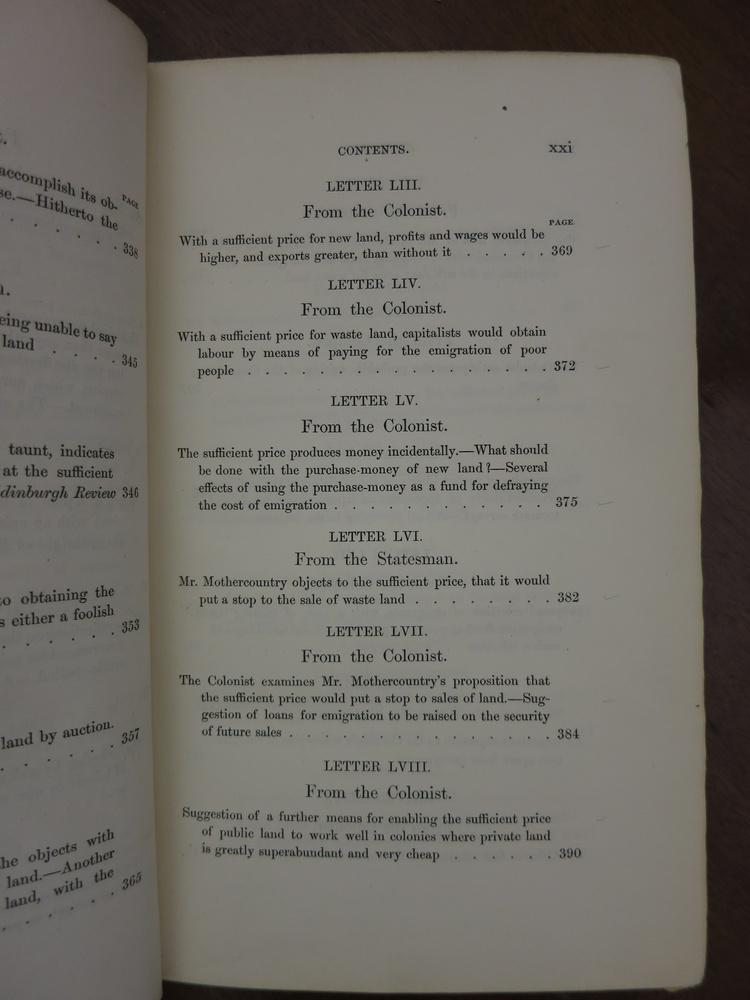 accomplish its ob-
PAGE
se.—Hitherto the
. . . . . . 338
eing unable to say
land . . . . 345
taunt, indicates
at the sufficient
dinburgh Review 346
to obtaining the
s either a foolish
. . . . . . 353
land by auction.
. . . . . . 357
he objects with
land.—Another
land, with the
. . . . . . 365
CONTENTS. xxi
LETTER LIII.
From the Colonist.
PAGE
With a sufficient price for new land, profits and wages would be
higher, and exports greater, than without it . . . . . 369
LETTER LIV.
From the Colonist.
With a sufficient price for waste land, capitalists would obtain
labour by means of paying for the emigration of poor
people . . . . . . . . . . . . . . . . . 372
LETTER LV.
From the Colonist.
The sufficient price produces money incidentally.—What should
be done with the purchase-money of new land?—Several
effects of using the purchase-money as a fund for defraying
the cost of emigration . . . . . . . . . . . . 375
LETTER LVI.
From the Statesman.
Mr. Mothercountry objects to the sufficient price, that it would
put a stop to the sale of waste land . . . . . . . . 382
LETTER LVII.
From the Colonist.
The Colonist examines Mr. Mothercountry's proposition that
the sufficient price would put a stop to sales of land.—Sug-
gestion of loans for emigration to be raised on the security
of future sales . . . . . . . . . . . . . . 384
LETTER LVIII.
From the Colonist.
Suggestion of a further means for enabling the sufficient price
of public land to work well in colonies where private land
is greatly superabundant and very cheap . . . . . . 390